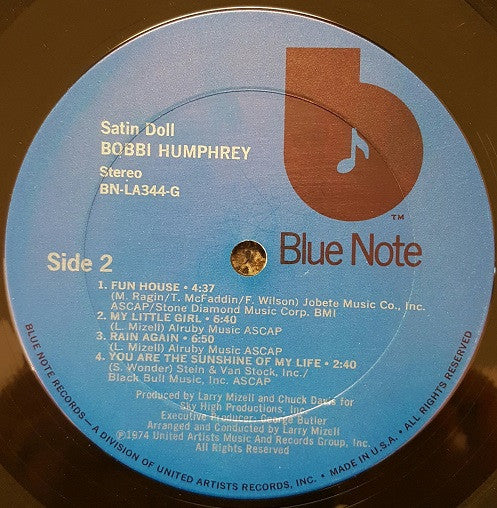 Satin Doll
BOBBI HUMPHREY
Stereo
BN-LA344-G
TM
Blue Note
Side 2
1. FUN HOUSE • 4:37
(M. Ragin/T. McFaddin/F. Wilson) Jobete Music Co., Inc.
ASCAP/Stone Diamond Music Corp. BMI
2. MY LITTLE GIRL • 6:40
(L. Mizell) Alruby Music ASCAP
3. RAIN AGAIN • 6:50
(L. Mizell) Alruby Music ASCAP
4. YOU ARE THE SUNSHINE OF MY LIFE • 2:40
(S. Wonder) Stein & Van Stock, Inc./
Black Bull Music, Inc. ASCAP
Produced by Larry Mizell and Chuck Davis for
Sky High Productions, Inc.
Executive Producer: George Butler
Arranged and Conducted by Larry Mizell
℗1974 United Artists Music And Records Group, Inc.
All Rights Reserved
BLUE NOTE RECORDS – A DIVISION OF UNITED ARTISTS RECORDS, INC. • MADE IN U.S.A. • ALL RIGHTS RESERVED